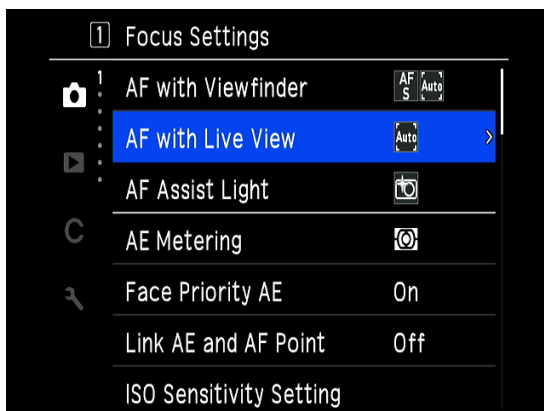 1 Focus Settings
1
AF with Viewfinder AF S Auto
AF with Live View Auto >
AF Assist Light
AE Metering
C
Face Priority AE On
Link AE and AF Point Off
ISO Sensitivity Setting